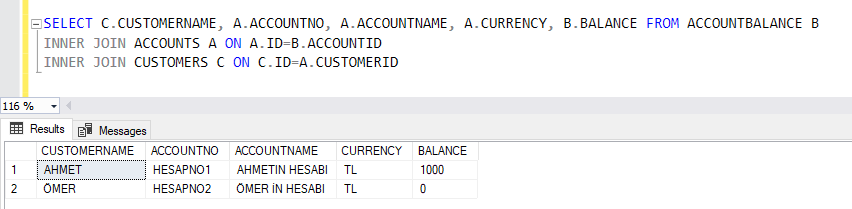 SELECT C.CUSTOMERNAME, A.ACCOUNTNO, A.ACCOUNTNAME, A.CURRENCY, B.BALANCE FROM ACCOUNTBALANCE B
INNER JOIN ACCOUNTS A ON A.ID=B.ACCOUNTID
INNER JOIN CUSTOMERS C ON C.ID=A.CUSTOMERID
116 %
Results Messages
CUSTOMERNAME ACCOUNTNO ACCOUNTNAME CURRENCY BALANCE
1 AHMET HESAPNO1 AHMETIN HESABI TL 1000
2 ÖMER HESAPNO2 ÖMER İN HESABI TL 0